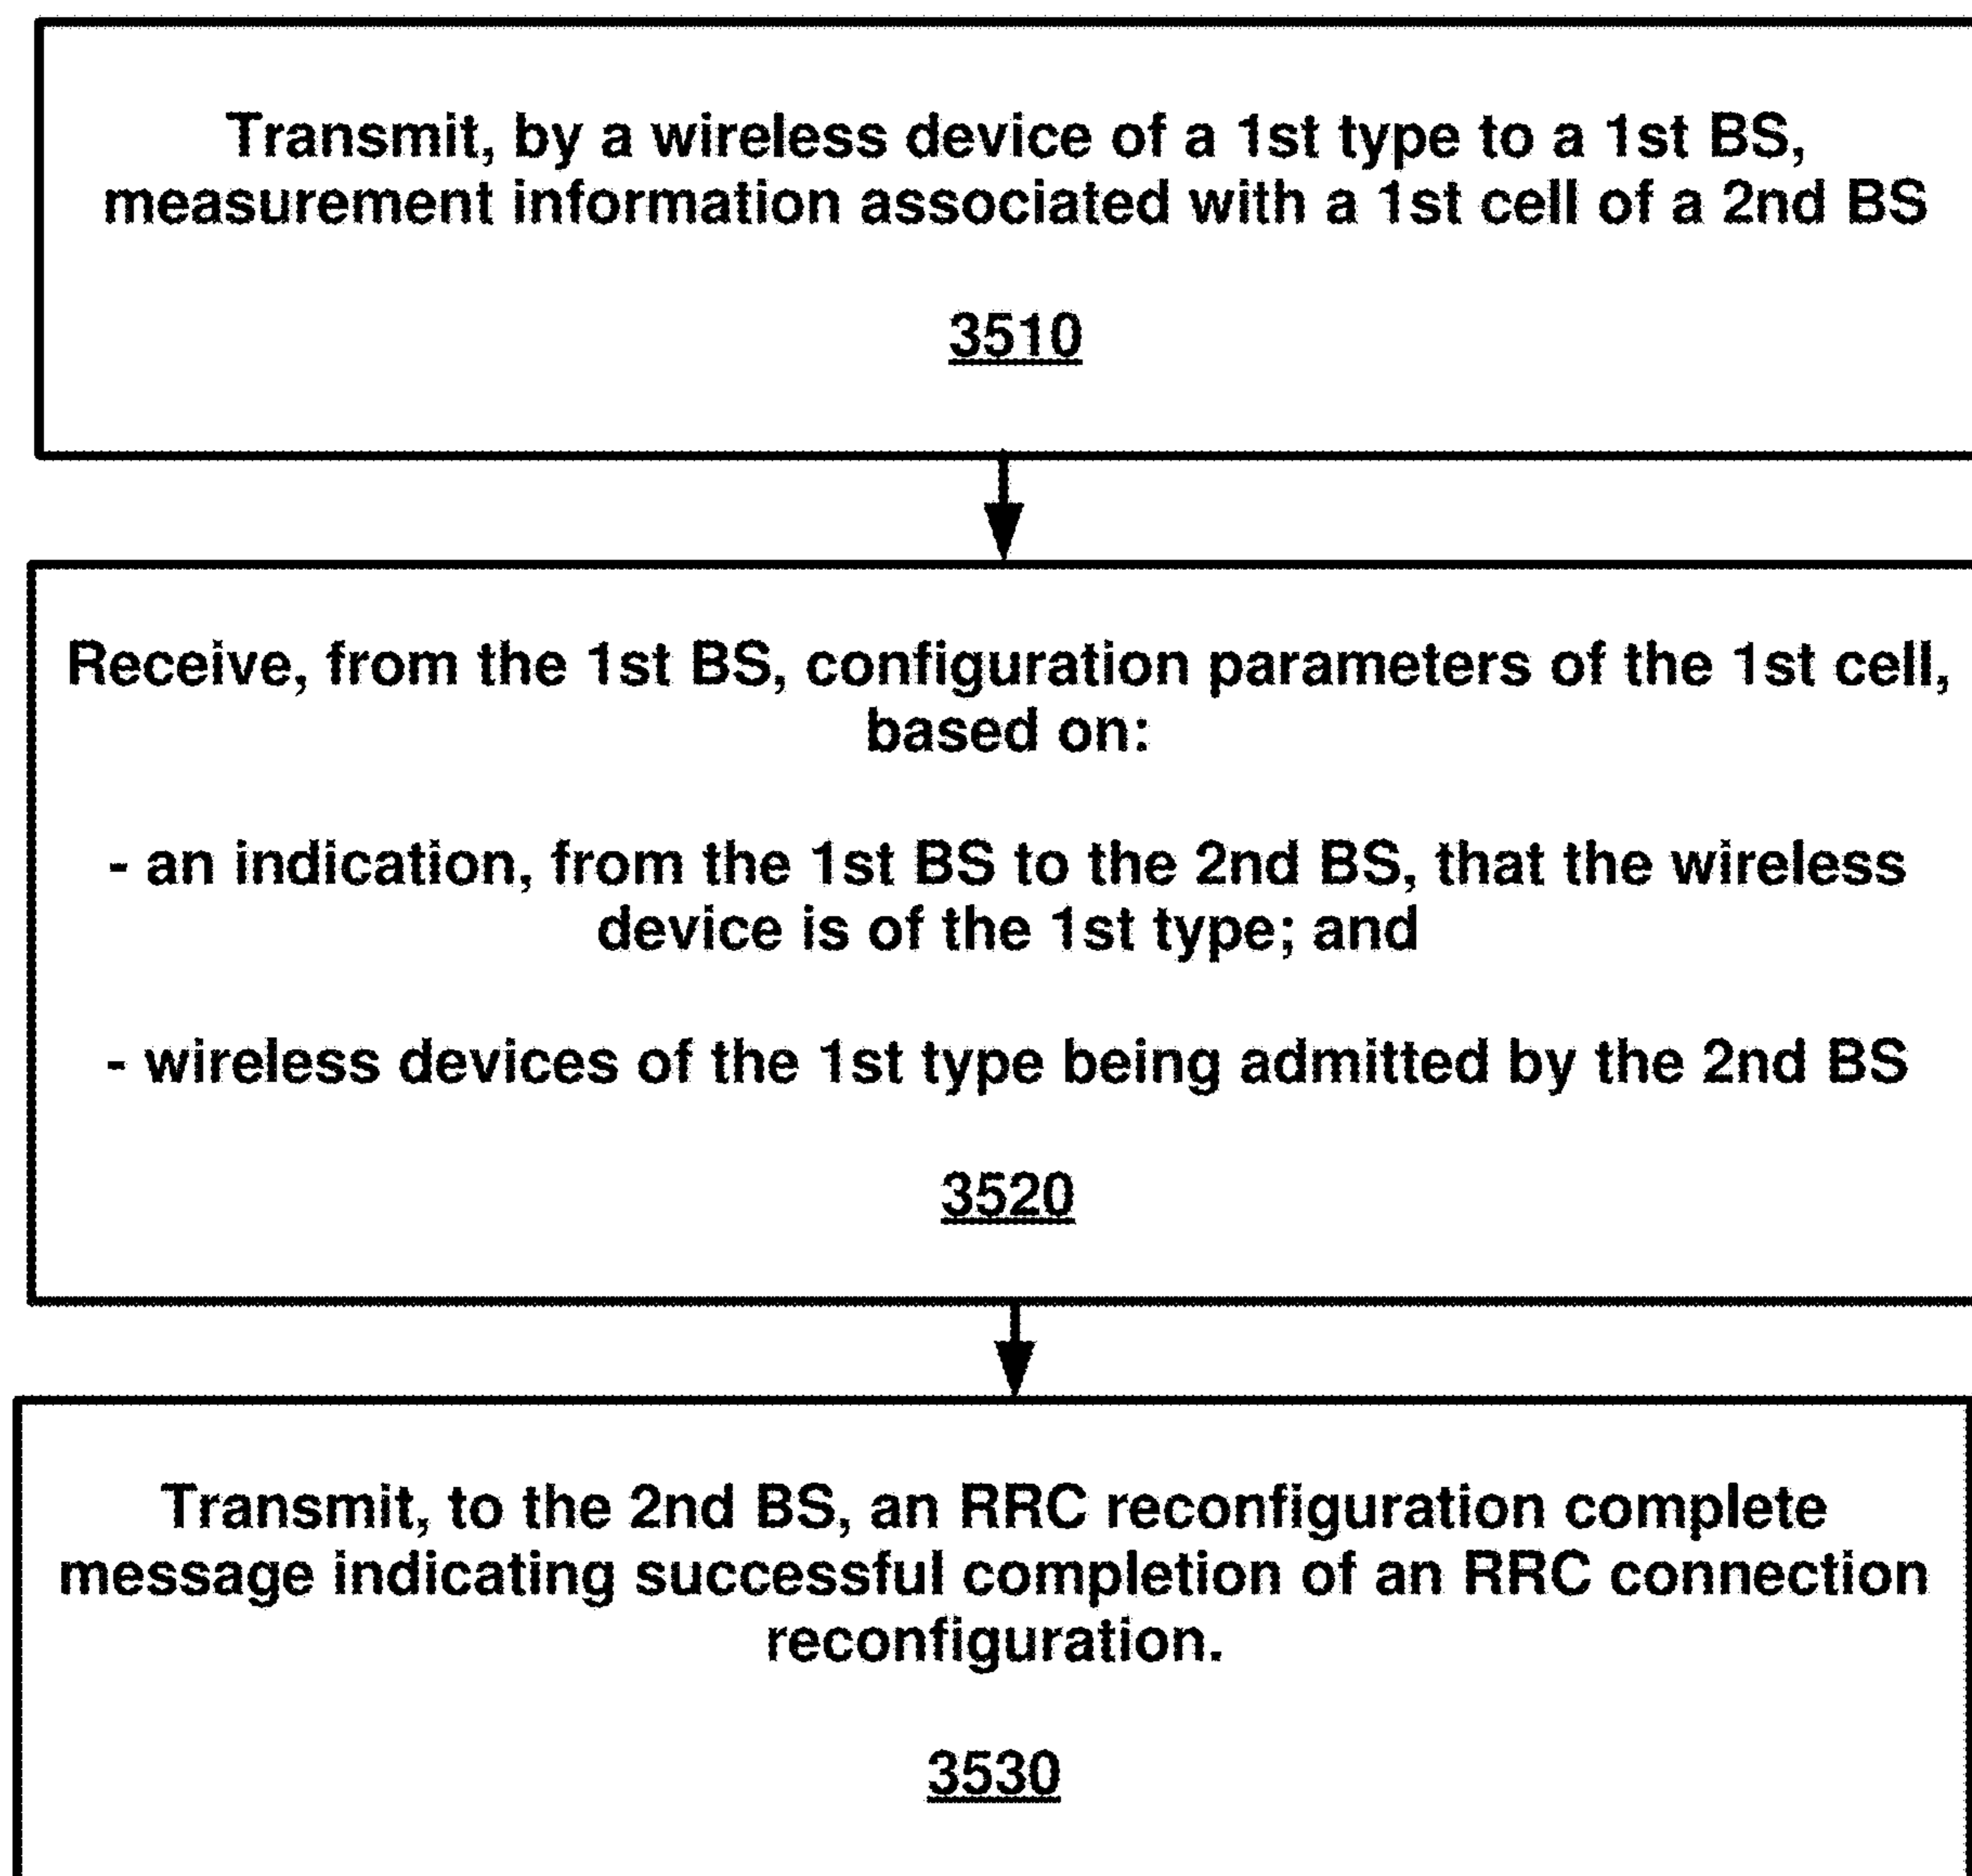 Transmit, by a wireless device of a 1st type to a 1st BS,
measurement information associated with a 1st cell of a 2nd BS
3510
Receive, from the 1st BS, configuration parameters of the 1st cell,
based on:
- an indication, from the 1st BS to the 2nd BS, that the wireless
device is of the 1st type; and
- wireless devices of the 1st type being admitted by the 2nd BS
3520
Transmit, to the 2nd BS, an RRC reconfiguration complete
message indicating successful completion of an RRC connection
reconfiguration.
3530